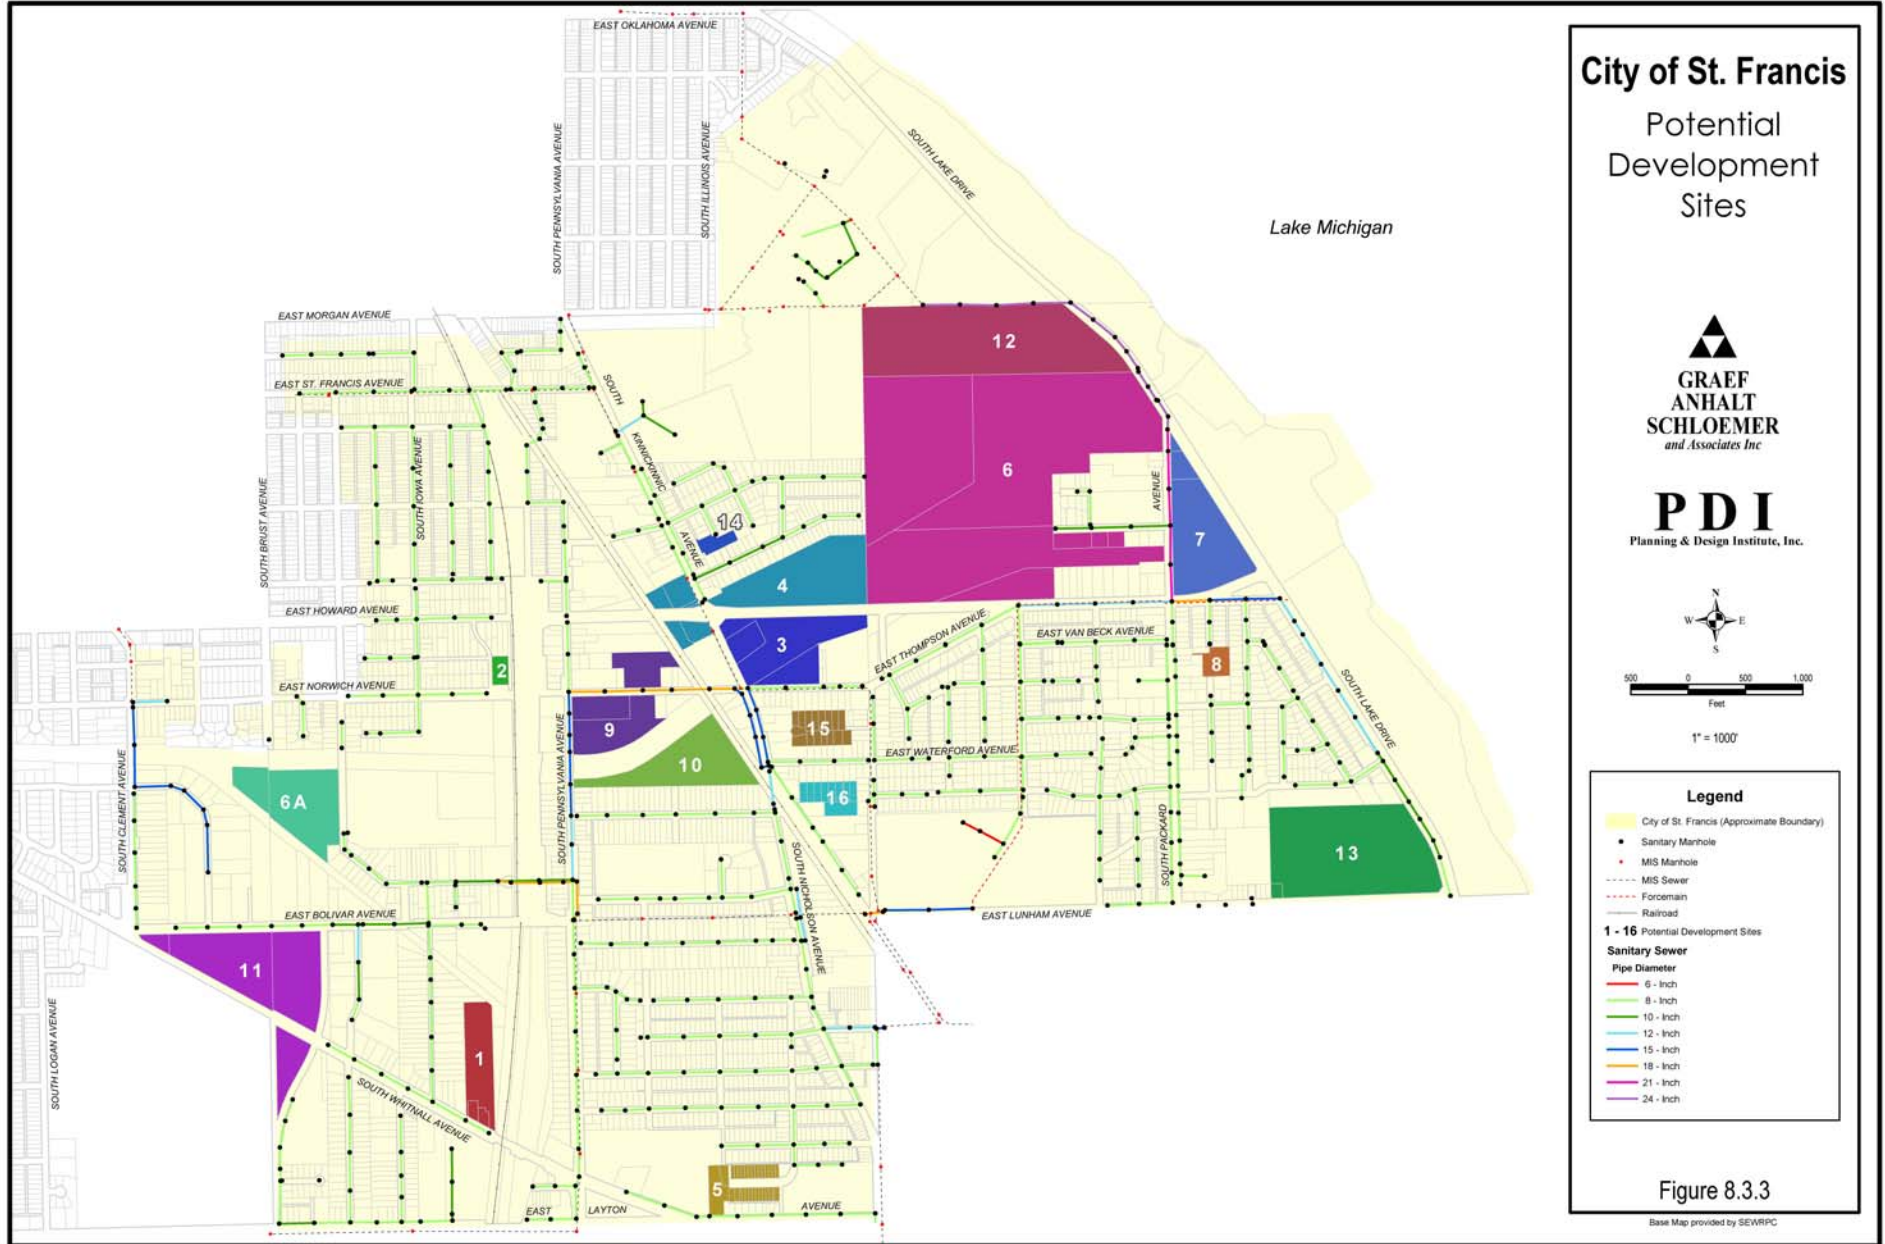 EAST OKLAHOMA AVENUE
SOUTH PENNSYLVANIA AVENUE
SOUTH ILLINOIS AVENUE
SOUTH LAKE DRIVE
Lake Michigan
EAST MORGAN AVENUE
EAST ST. FRANCIS AVENUE
SOUTH
KINNICKINNIC
AVENUE
SOUTH BRUST AVENUE
SOUTH IOWA AVENUE
12
6
AVENUE
7
14
4
EAST HOWARD AVENUE
3
EAST THOMPSON AVENUE
EAST VAN BECK AVENUE
8
2
EAST NORWICH AVENUE
SOUTH LAKE DRIVE
9
15
EAST WATERFORD AVENUE
10
SOUTH CLEMENT AVENUE
6A
SOUTH PENNSYLVANIA AVENUE
16
SOUTH PACKARD
13
SOUTH NICHOLSON AVENUE
EAST BOLIVAR AVENUE
EAST LUNHAM AVENUE
11
SOUTH LOGAN AVENUE
1
SOUTH WHITNALL AVENUE
5
EAST
LAYTON
AVENUE
City of St. Francis
Potential
Development
Sites
GRAEF
ANHALT
SCHLOEMER
and Associates Inc
PDI
Planning & Design Institute, Inc.
N
W E
S
500 0 500 1,000
Feet
1" = 1000'
Legend
City of St. Francis (Approximate Boundary)
Sanitary Manhole
MIS Manhole
MIS Sewer
Forcemain
Railroad
1 - 16 Potential Development Sites
Sanitary Sewer
Pipe Diameter
6 - Inch
8 - Inch
10 - Inch
12 - Inch
15 - Inch
18 - Inch
21 - Inch
24 - Inch
Figure 8.3.3
Base Map provided by SEWRPC